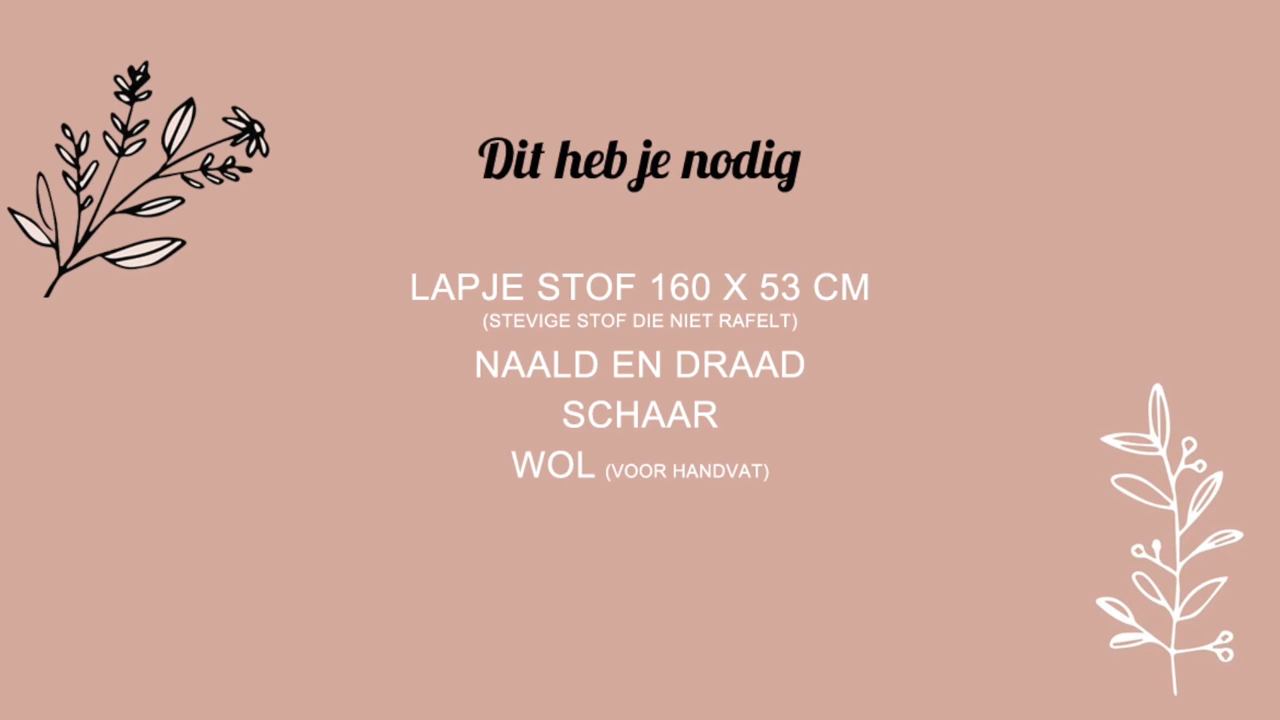 Dit heb je nodig
LAPJE STOF 160 X 53 CM
(STEVIGE STOF DIE NIET RAFELT)
NAALD EN DRAAD
SCHAAR
WOL (VOOR HANDVAT)